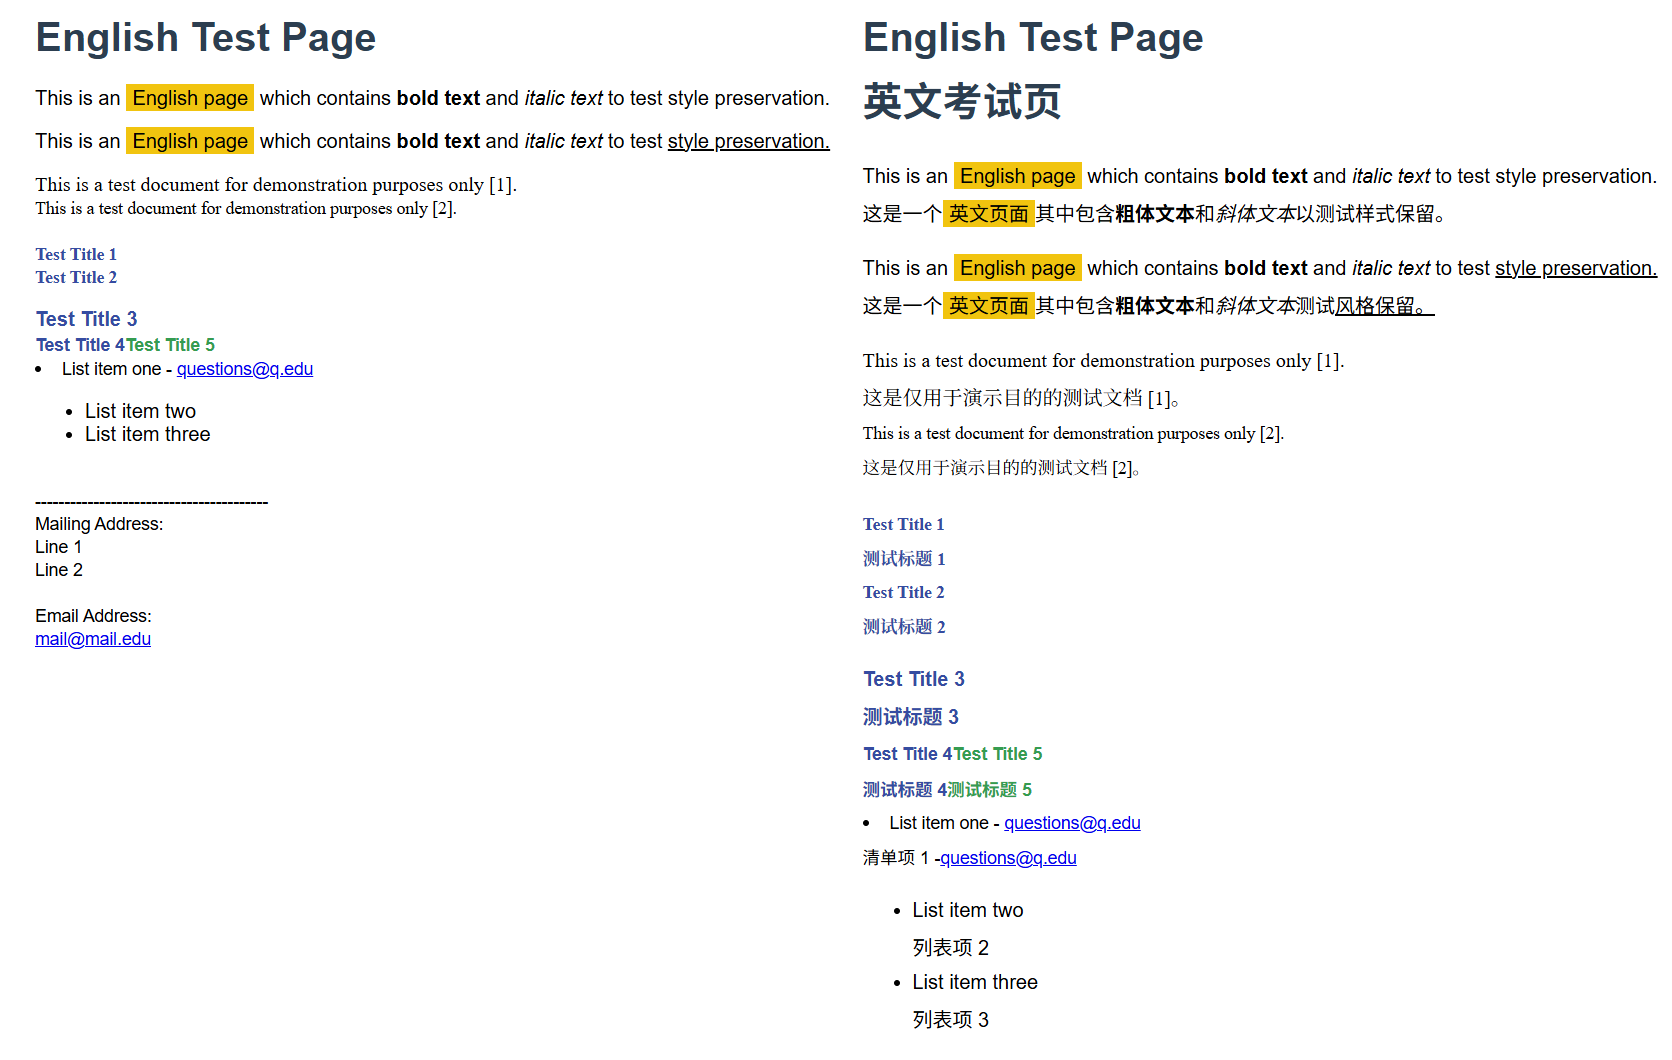 English Test Page
This is an English page which contains bold text and italic text to test style preservation.
This is an English page which contains bold text and italic text to test style preservation.
This is a test document for demonstration purposes only [1].
This is a test document for demonstration purposes only [2].
Test Title 1
Test Title 2
Test Title 3
Test Title 4Test Title 5
• List item one - questions@q.edu
• List item two
• List item three
----------------------------------------
Mailing Address:
Line 1
Line 2
Email Address:
mail@mail.edu
English Test Page
英文考试页
This is an English page which contains bold text and italic text to test style preservation.
这是一个 英文页面 其中包含粗体文本和斜体文本以测试样式保留。
This is an English page which contains bold text and italic text to test style preservation.
这是一个 英文页面 其中包含粗体文本和斜体文本测试风格保留。
This is a test document for demonstration purposes only [1].
这是仅用于演示目的的测试文档 [1]。
This is a test document for demonstration purposes only [2].
这是仅用于演示目的的测试文档 [2]。
Test Title 1
测试标题 1
Test Title 2
测试标题 2
Test Title 3
测试标题 3
Test Title 4Test Title 5
测试标题 4测试标题 5
• List item one - questions@q.edu
清单项 1 -questions@q.edu
• List item two
列表项 2
• List item three
列表项 3